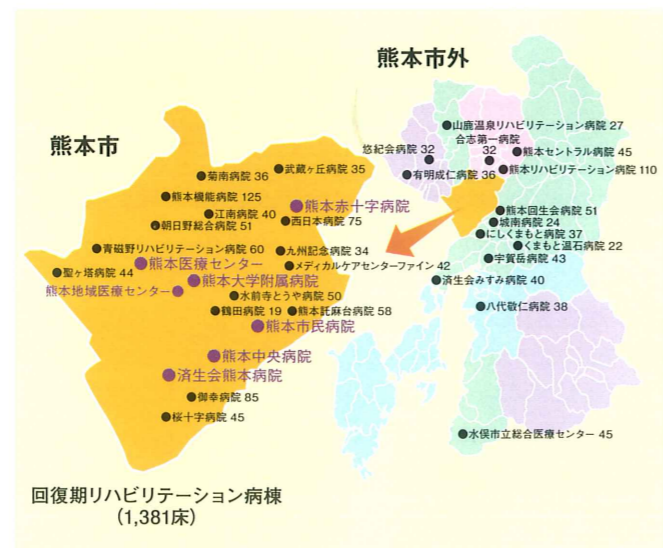 熊本市外
熊本市
●山鹿温泉リハビリテーション病院 27
合志第一病院
32
悠紀会病院 32
●熊本セントラル病院 45
●有明成仁病院 36
●熊本リハビリテーション病院 110
●熊本回生会病院 51
●城南病院 24
●にしくまもと病院 37
●くまもと温石病院 22
●宇賀岳病院 43
●済生会みすみ病院 40
●八代敬仁病院 38
●水俣市立総合医療センター 45
●武蔵ヶ丘病院 35
●菊南病院 36
●熊本機能病院 125
●熊本赤十字病院
●江南病院 40
●西日本病院 75
●朝日野総合病院 51
●青磁野リハビリテーション病院 60
●九州記念病院 34
●熊本医療センター
●メディカルケアセンターファイン 42
●聖ヶ塔病院 44
●熊本大学附属病院
熊本地域医療センター●
●水前寺とうや病院 50
●鶴田病院 19
●熊本託麻台病院 58
●熊本市民病院
●熊本中央病院
●済生会熊本病院
●御幸病院 85
●桜十字病院 45
回復期リハビリテーション病棟
(1,381床)